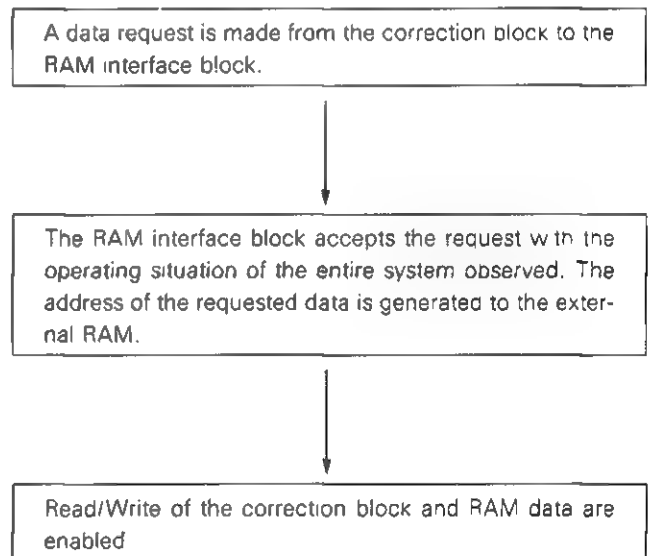 A data request is made from the correction block to the
RAM interface block.
The RAM interface block accepts the request with the
operating situation of the entire system observed. The
address of the requested data is generated to the exter-
nal RAM.
Read/Write of the correction block and RAM data are
enabled